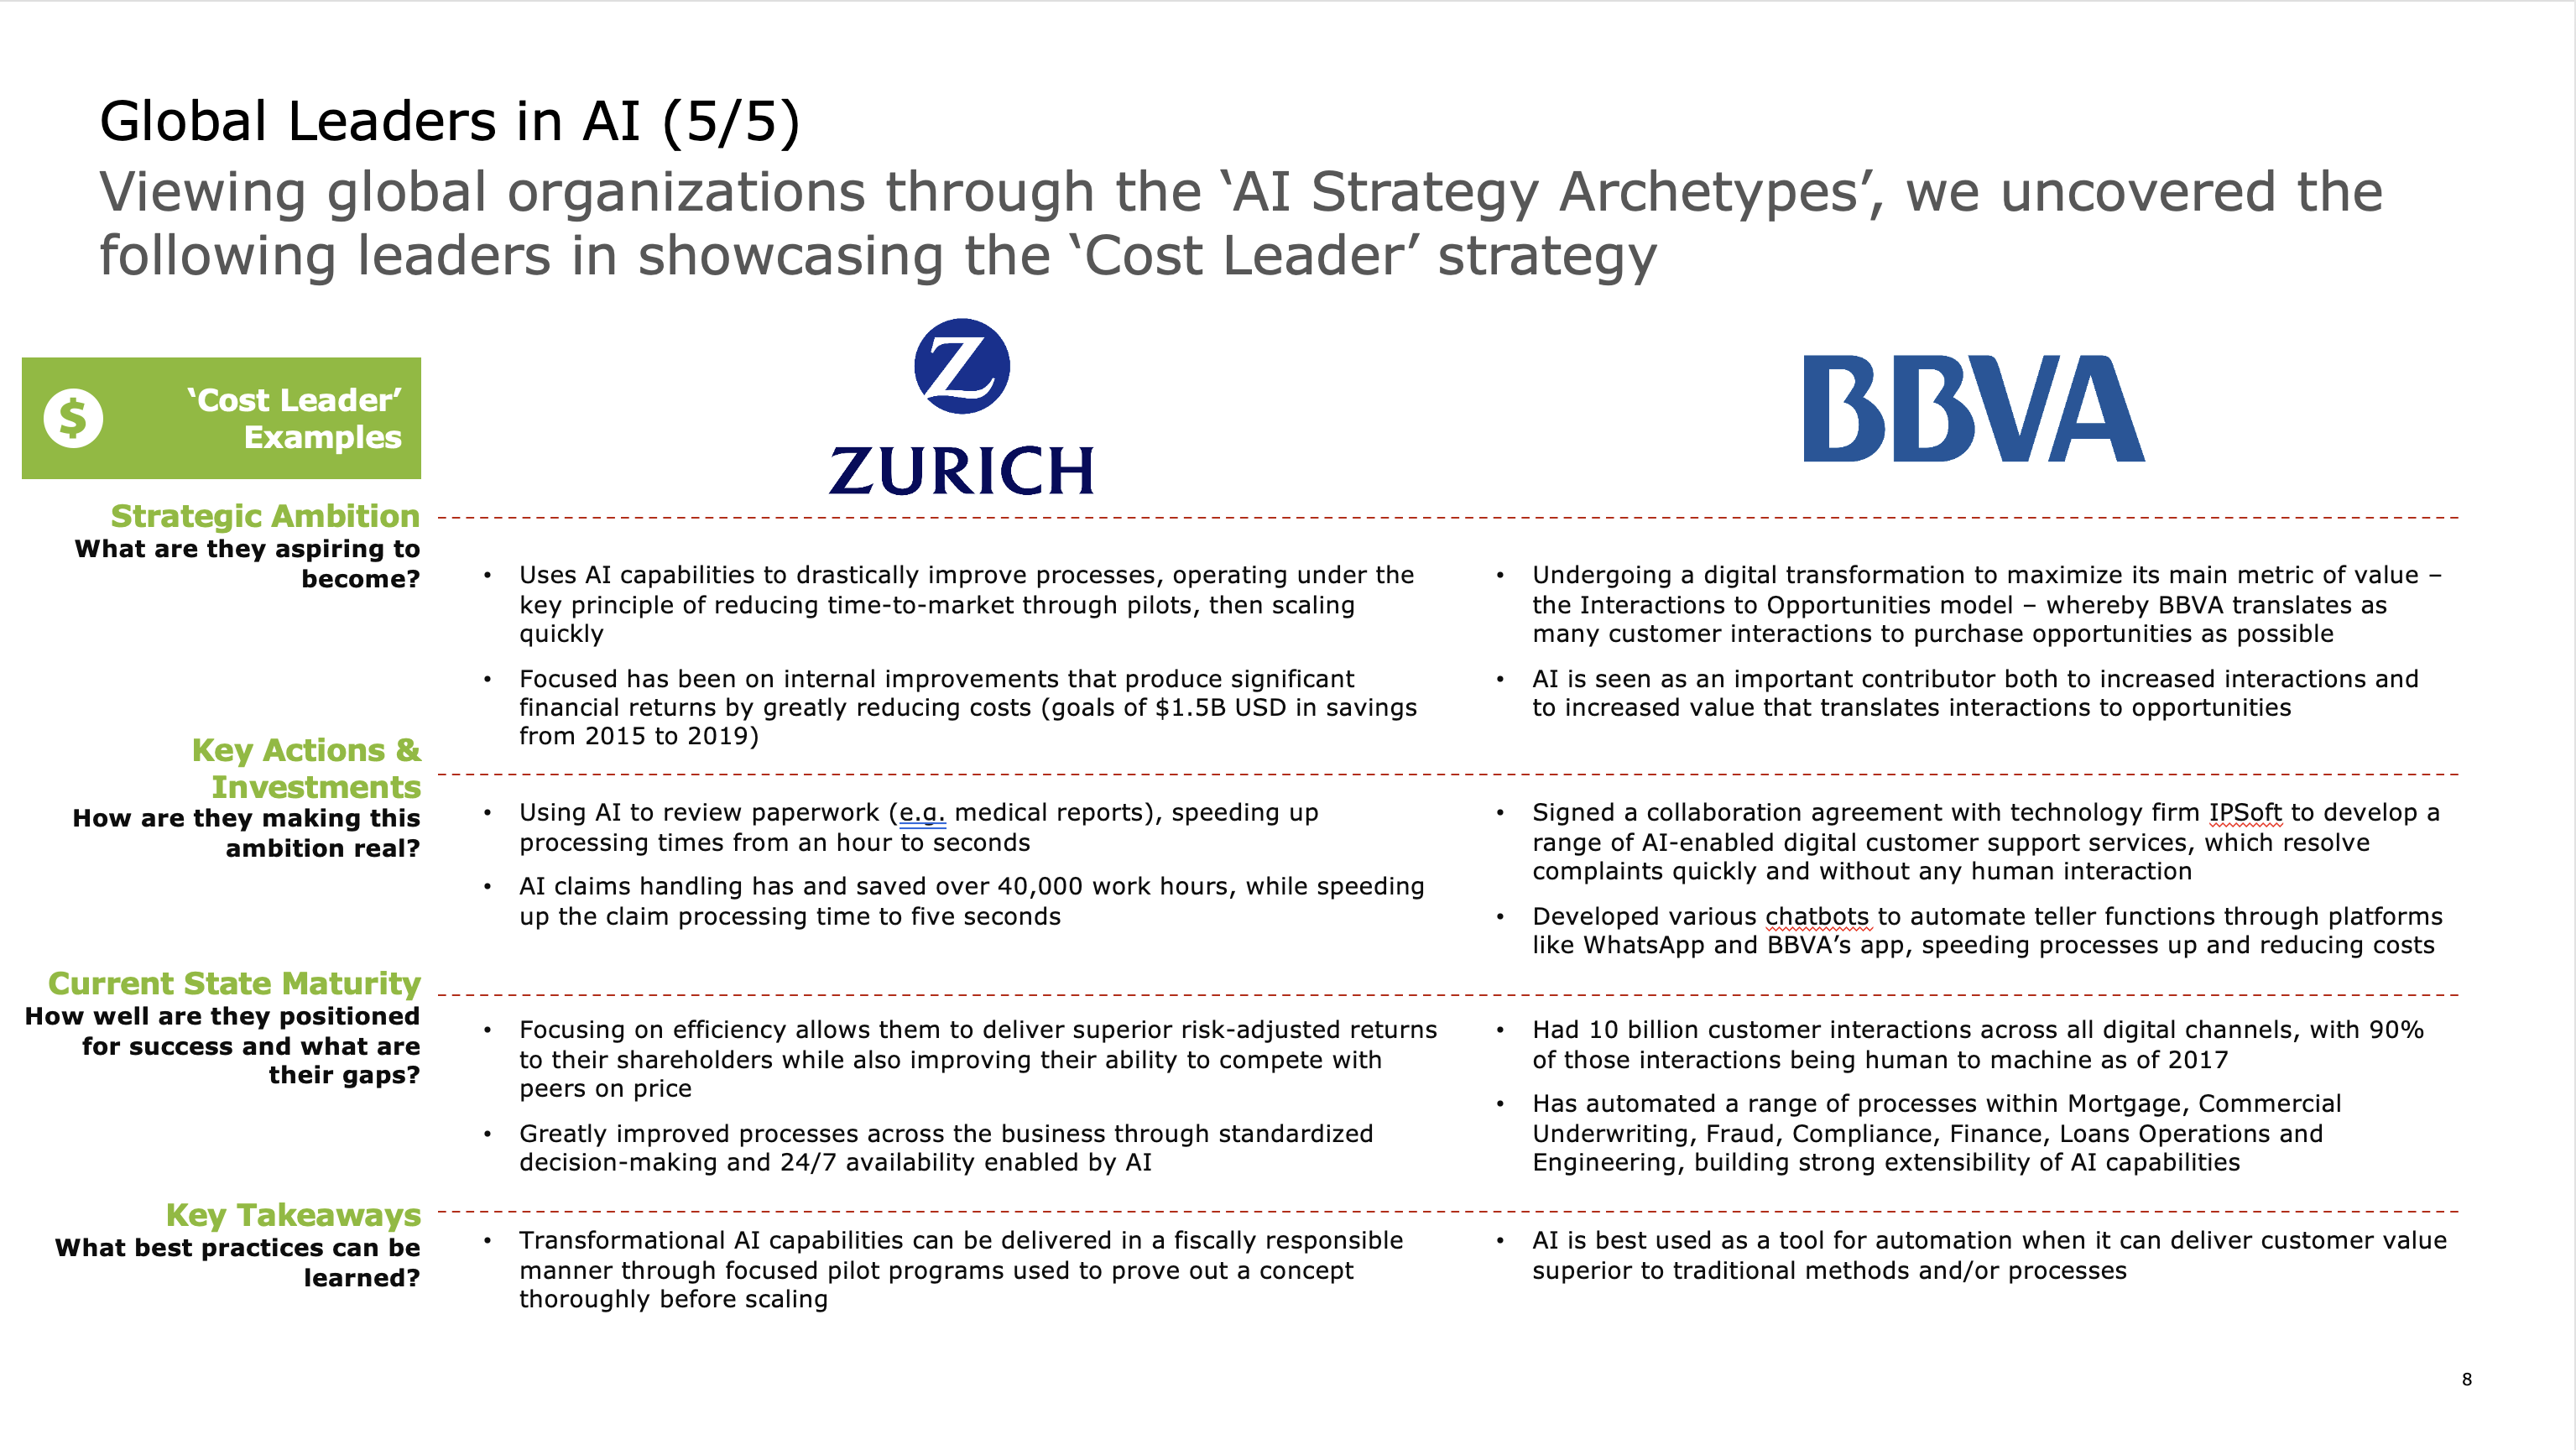 Global Leaders in AI (5/5)
Viewing global organizations through the ‘AI Strategy Archetypes’, we uncovered the
following leaders in showcasing the ‘Cost Leader’ strategy
$
‘Cost Leader’
Examples
Z
ZURICH
BBVA
Strategic Ambition
What are they aspiring to
become?
• Uses AI capabilities to drastically improve processes, operating under the
key principle of reducing time-to-market through pilots, then scaling
quickly
• Focused has been on internal improvements that produce significant
financial returns by greatly reducing costs (goals of $1.5B USD in savings
from 2015 to 2019)
• Undergoing a digital transformation to maximize its main metric of value –
the Interactions to Opportunities model – whereby BBVA translates as
many customer interactions to purchase opportunities as possible
• AI is seen as an important contributor both to increased interactions and
to increased value that translates interactions to opportunities
Key Actions &
Investments
How are they making this
ambition real?
• Using AI to review paperwork (e.g. medical reports), speeding up
processing times from an hour to seconds
• AI claims handling has and saved over 40,000 work hours, while speeding
up the claim processing time to five seconds
• Signed a collaboration agreement with technology firm IPSoft to develop a
range of AI-enabled digital customer support services, which resolve
complaints quickly and without any human interaction
• Developed various chatbots to automate teller functions through platforms
like WhatsApp and BBVA’s app, speeding processes up and reducing costs
Current State Maturity
How well are they positioned
for success and what are
their gaps?
• Focusing on efficiency allows them to deliver superior risk-adjusted returns
to their shareholders while also improving their ability to compete with
peers on price
• Greatly improved processes across the business through standardized
decision-making and 24/7 availability enabled by AI
• Had 10 billion customer interactions across all digital channels, with 90%
of those interactions being human to machine as of 2017
• Has automated a range of processes within Mortgage, Commercial
Underwriting, Fraud, Compliance, Finance, Loans Operations and
Engineering, building strong extensibility of AI capabilities
Key Takeaways
What best practices can be
learned?
• Transformational AI capabilities can be delivered in a fiscally responsible
manner through focused pilot programs used to prove out a concept
thoroughly before scaling
• AI is best used as a tool for automation when it can deliver customer value
superior to traditional methods and/or processes
8